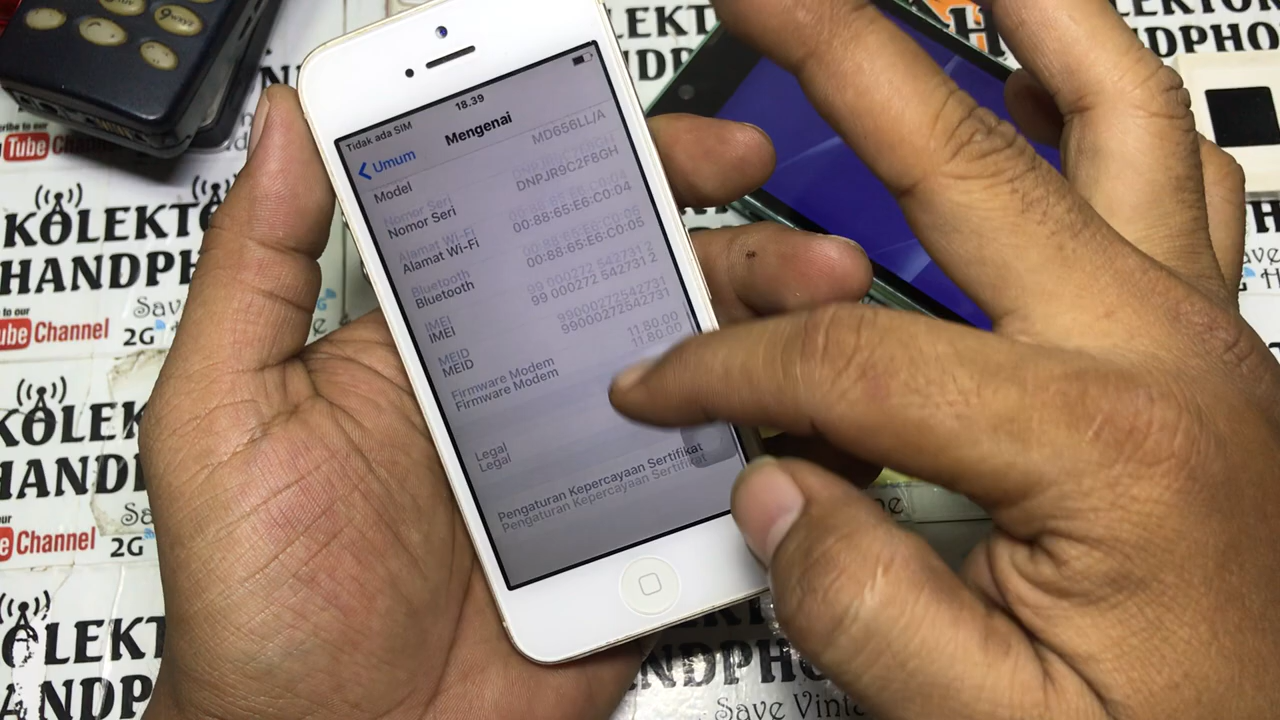 Tidak ada SIM
18.39
Umum
Mengenai
Model
MD656LL/A
Nomor Seri
DNPJR9C2F8GH
Alamat Wi-Fi
00:88:65:E6:C0:04
Bluetooth
00:88:65:E6:C0:05
IMEI
99 000272 542731 2
MEID
99000272542731
Firmware Modem
11.80.00
Legal
Pengaturan Kepercayaan Sertifikat
9WXYZ
KOLEKTOR
HANDPHONE
Channel
2G
Save Vint